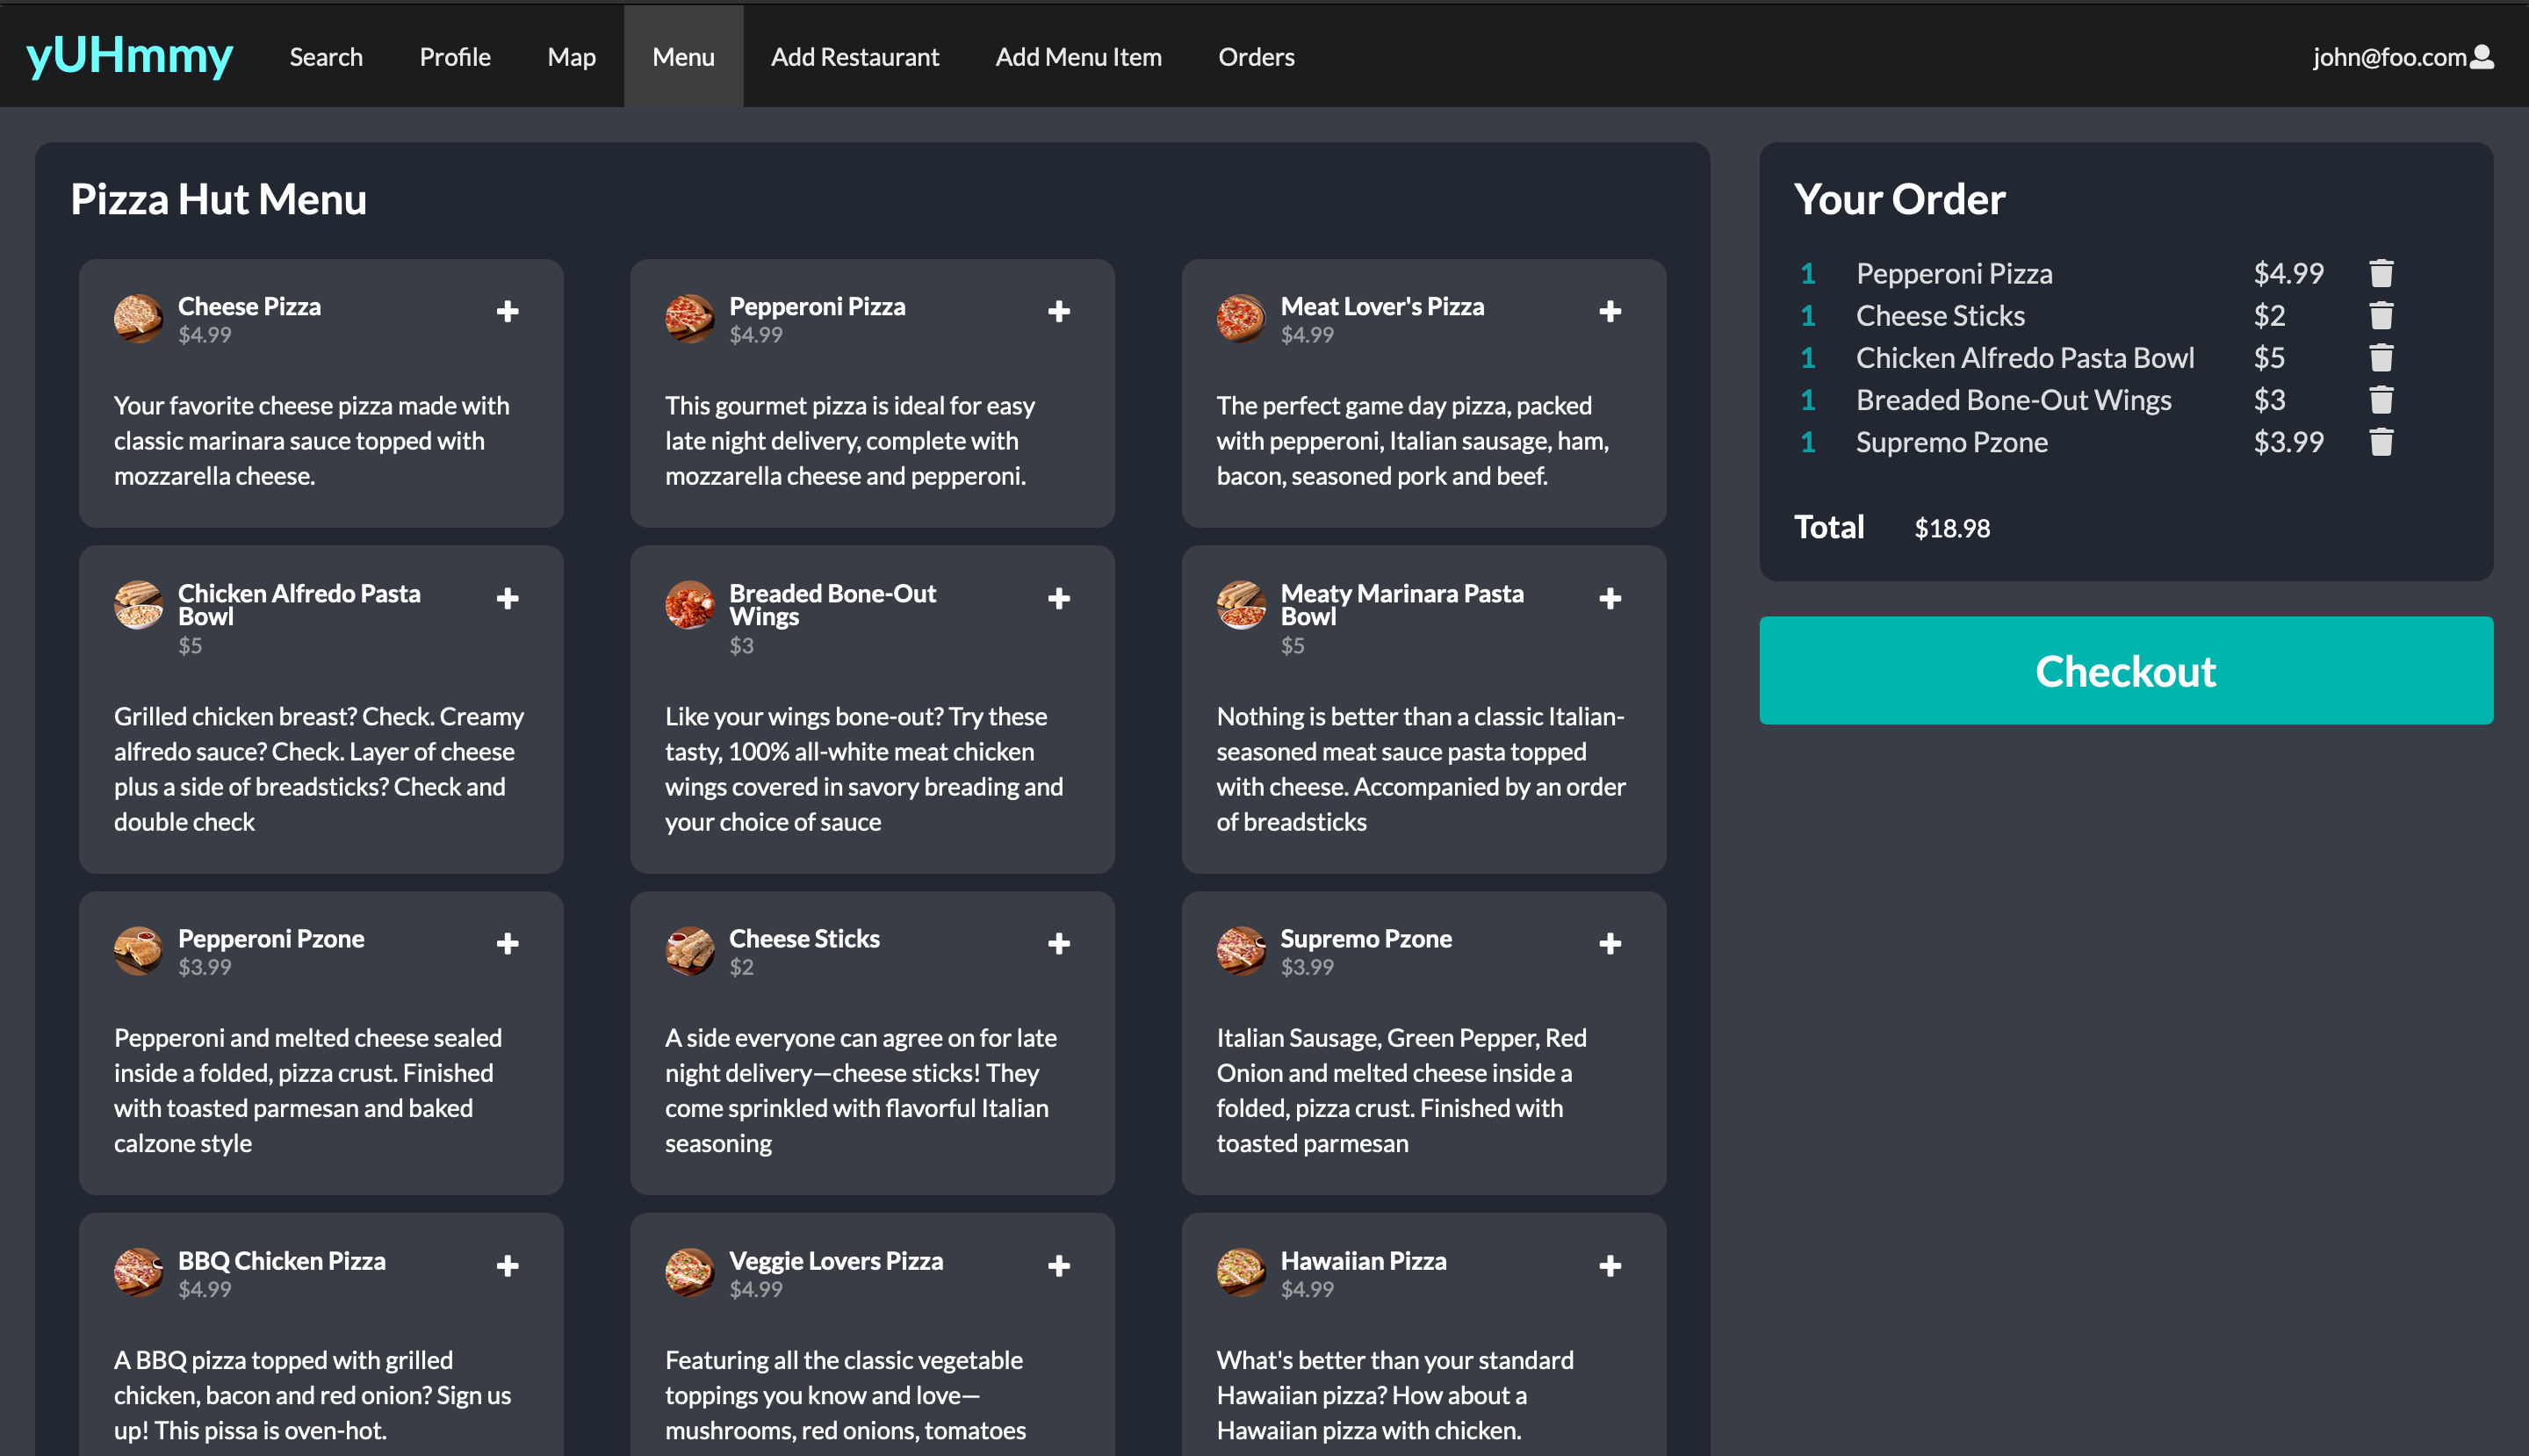 yUHmmy
Search
Profile
Map
Menu
Add Restaurant
Add Menu Item
Orders
john@foo.com
Pizza Hut Menu
Cheese Pizza
$4.99
Your favorite cheese pizza made with
classic marinara sauce topped with
mozzarella cheese.
Pepperoni Pizza
$4.99
This gourmet pizza is ideal for easy
late night delivery, complete with
mozzarella cheese and pepperoni.
Meat Lover's Pizza
$4.99
The perfect game day pizza, packed
with pepperoni, Italian sausage, ham,
bacon, seasoned pork and beef.
Chicken Alfredo Pasta
Bowl
$5
Grilled chicken breast? Check. Creamy
alfredo sauce? Check. Layer of cheese
plus a side of breadsticks? Check and
double check
Breaded Bone-Out
Wings
$3
Like your wings bone-out? Try these
tasty, 100% all-white meat chicken
wings covered in savory breading and
your choice of sauce
Meaty Marinara Pasta
Bowl
$5
Nothing is better than a classic Italian-
seasoned meat sauce pasta topped
with cheese. Accompanied by an order
of breadsticks
Pepperoni Pzone
$3.99
Pepperoni and melted cheese sealed
inside a folded, pizza crust. Finished
with toasted parmesan and baked
calzone style
Cheese Sticks
$2
A side everyone can agree on for late
night delivery—cheese sticks! They
come sprinkled with flavorful Italian
seasoning
Supremo Pzone
$3.99
Italian Sausage, Green Pepper, Red
Onion and melted cheese inside a
folded, pizza crust. Finished with
toasted parmesan
BBQ Chicken Pizza
$4.99
A BBQ pizza topped with grilled
chicken, bacon and red onion? Sign us
up! This pissa is oven-hot.
Veggie Lovers Pizza
$4.99
Featuring all the classic vegetable
toppings you know and love—
mushrooms, red onions, tomatoes
Hawaiian Pizza
$4.99
What's better than your standard
Hawaiian pizza? How about a
Hawaiian pizza with chicken.
Your Order
1 Pepperoni Pizza $4.99
1 Cheese Sticks $2
1 Chicken Alfredo Pasta Bowl $5
1 Breaded Bone-Out Wings $3
1 Supremo Pzone $3.99
Total $18.98
Checkout